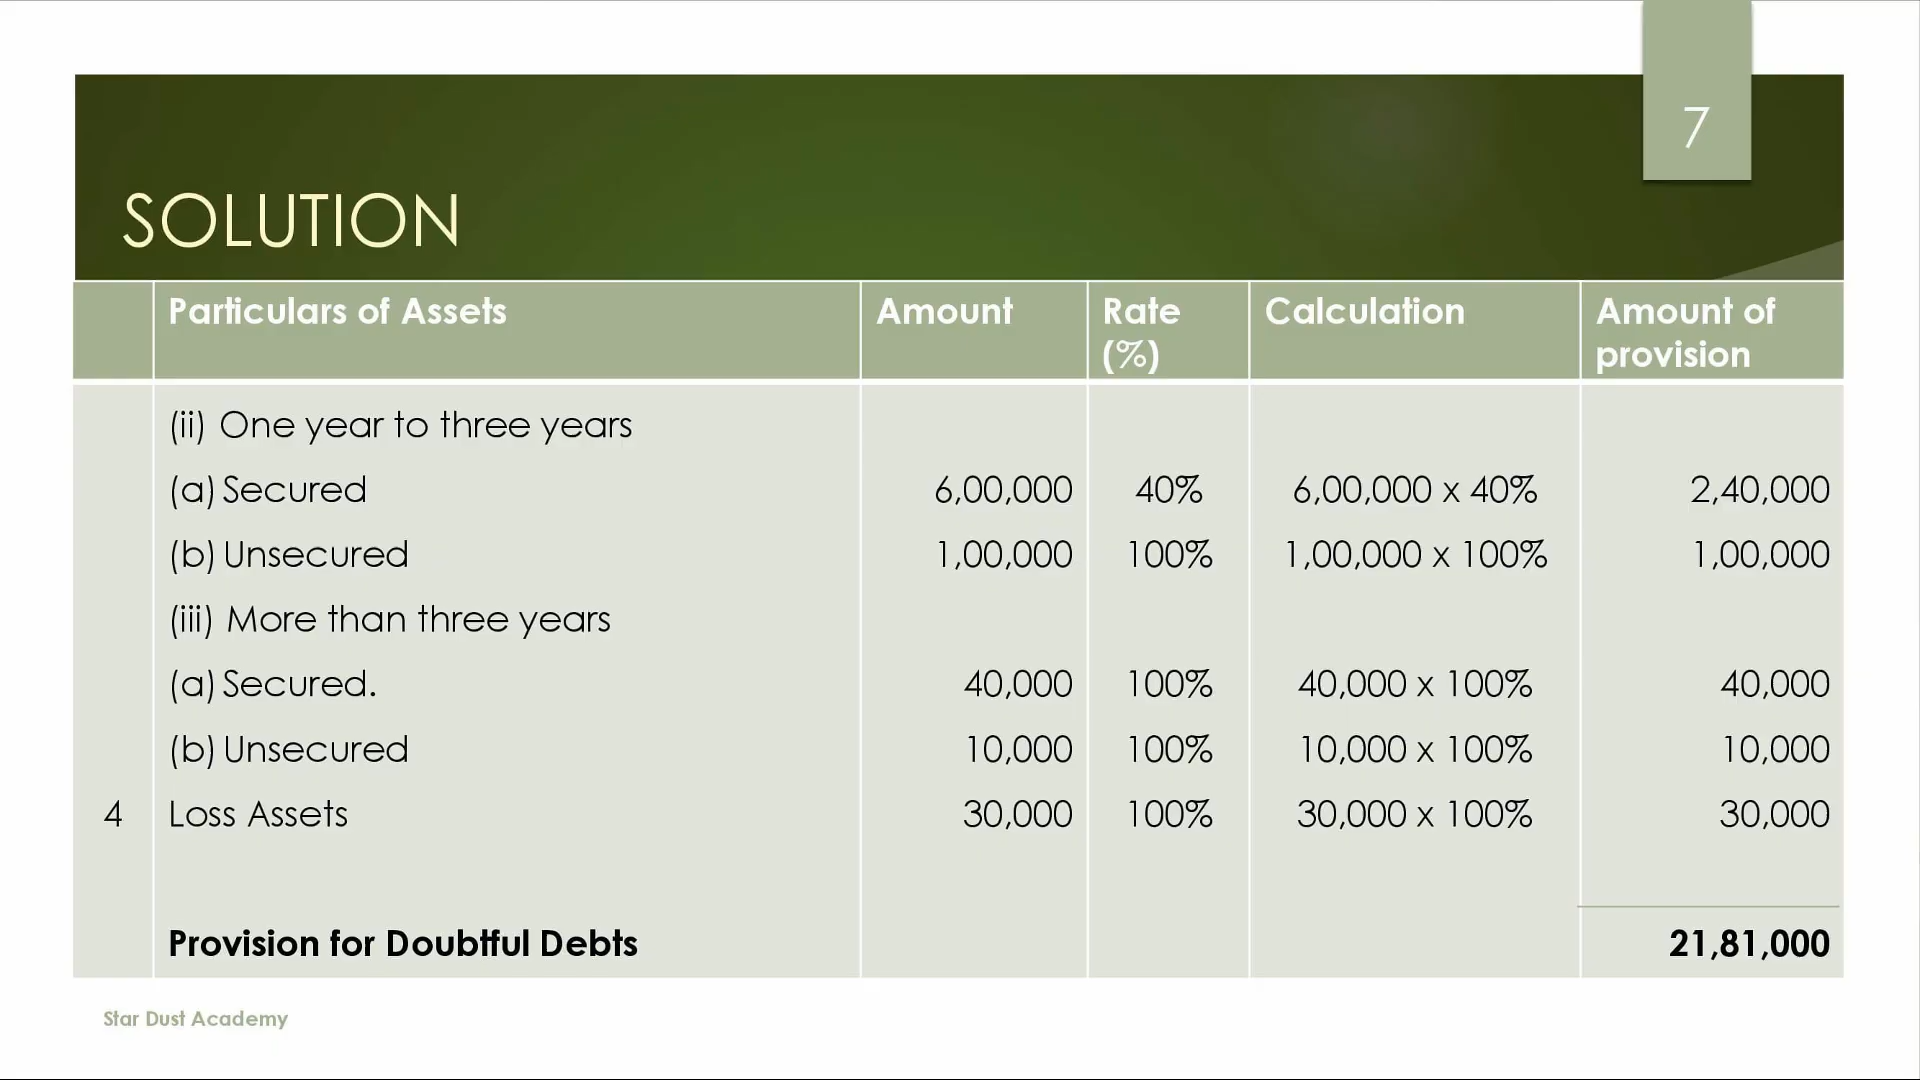 7
SOLUTION
Particulars of Assets Amount Rate (%) Calculation Amount of provision
(ii) One year to three years
(a) Secured 6,00,000 40% 6,00,000 x 40% 2,40,000
(b) Unsecured 1,00,000 100% 1,00,000 x 100% 1,00,000
(iii) More than three years
(a) Secured. 40,000 100% 40,000 x 100% 40,000
(b) Unsecured 10,000 100% 10,000 x 100% 10,000
4 Loss Assets 30,000 100% 30,000 x 100% 30,000
Provision for Doubtful Debts 21,81,000
Star Dust Academy